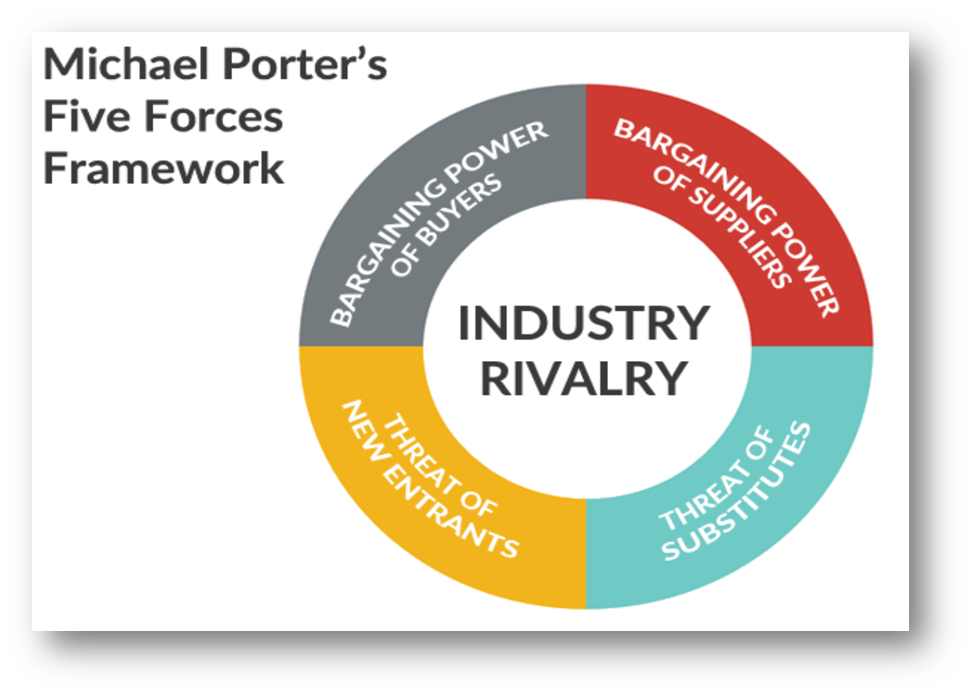 Michael Porter’s
Five Forces
Framework
BARGAINING POWER
OF BUYERS
BARGAINING POWER
OF SUPPLIERS
INDUSTRY
RIVALRY
THREAT OF
NEW ENTRANTS
THREAT OF
SUBSTITUTES